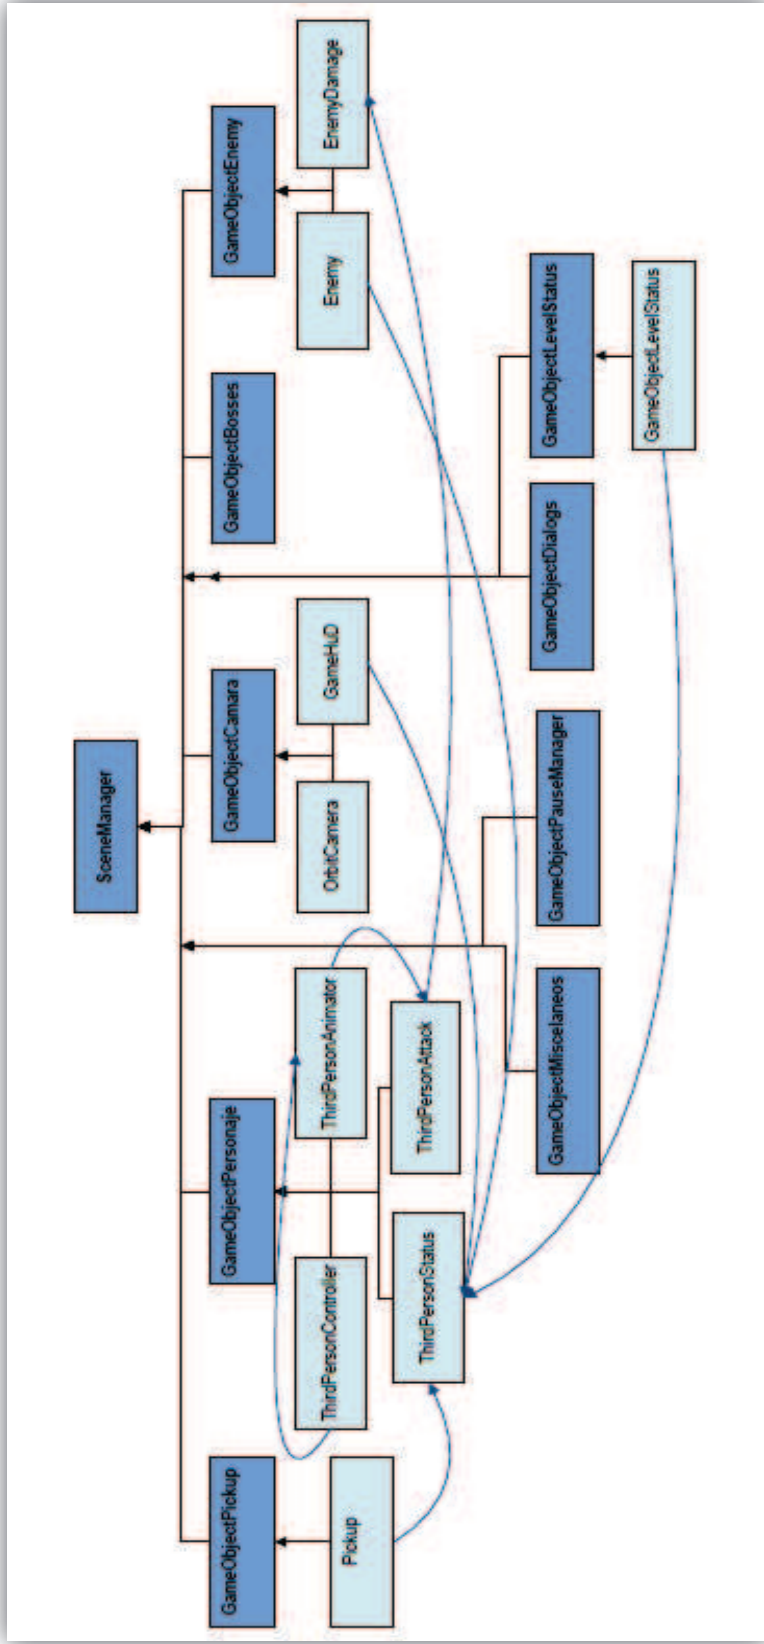 SceneManager
GameObjectPickup
GameObjectPersonaje
GameObjectCamara
GameObjectBosses
GameObjectEnemy
Pickup
ThirdPersonController
ThirdPersonAnimator
OrbitCamera
GameHuD
Enemy
EnemyDamage
ThirdPersonStatus
ThirdPersonAttack
GameObjectMiscelaneos
GameObjectPauseManager
GameObjectDialogs
GameObjectLevelStatus
GameObjectLevelStatus